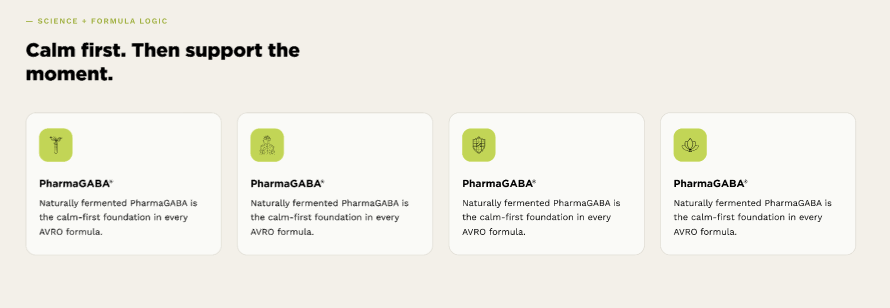 — SCIENCE + FORMULA LOGIC
Calm first. Then support the
moment.
PharmaGABA®
Naturally fermented PharmaGABA is
the calm-first foundation in every
AVRO formula.
PharmaGABA®
Naturally fermented PharmaGABA is
the calm-first foundation in every
AVRO formula.
PharmaGABA®
Naturally fermented PharmaGABA is
the calm-first foundation in every
AVRO formula.
PharmaGABA®
Naturally fermented PharmaGABA is
the calm-first foundation in every
AVRO formula.